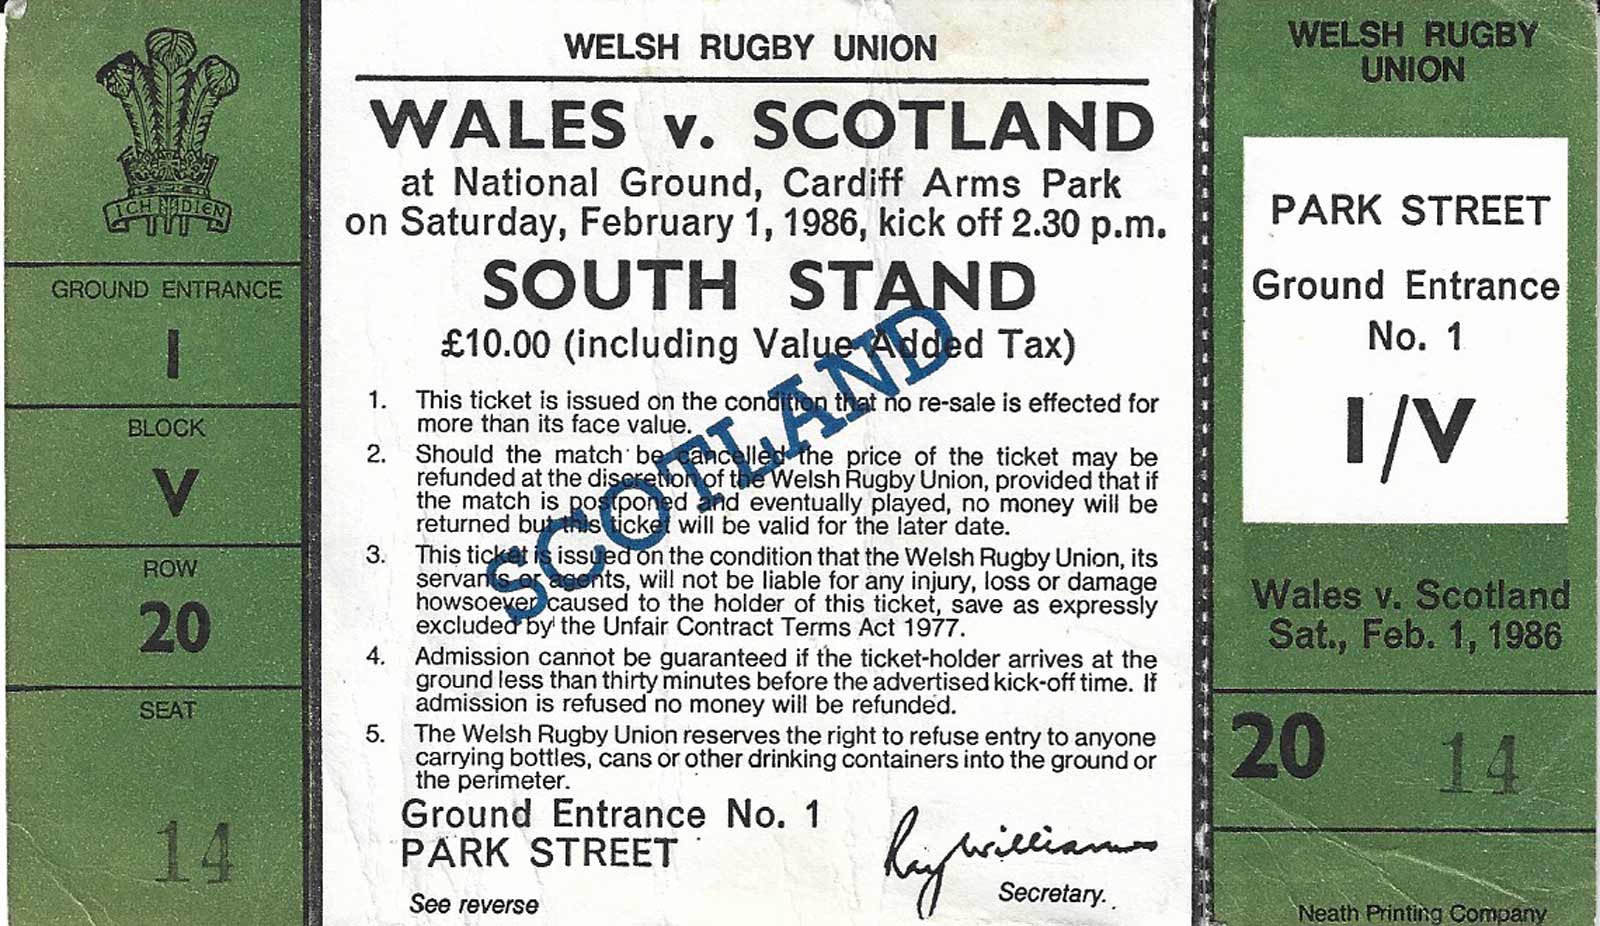 ICH DIEN
GROUND ENTRANCE
1
BLOCK
V
ROW
20
SEAT
14
WELSH RUGBY UNION
WALES v. SCOTLAND
at National Ground, Cardiff Arms Park
on Saturday, February 1, 1986, kick off 2.30 p.m.
SOUTH STAND
£10.00 (including Value Added Tax)
SCOTLAND
1. This ticket is issued on the condition that no re-sale is effected for
more than its face value.
2. Should the match be cancelled the price of the ticket may be
refunded at the discretion of the Welsh Rugby Union, provided that if
the match is postponed and eventually played, no money will be
returned but this ticket will be valid for the later date.
3. This ticket is issued on the condition that the Welsh Rugby Union, its
servants or agents, will not be liable for any injury, loss or damage
howsoever caused to the holder of this ticket, save as expressly
excluded by the Unfair Contract Terms Act 1977.
4. Admission cannot be guaranteed if the ticket-holder arrives at the
ground less than thirty minutes before the advertised kick-off time. If
admission is refused no money will be refunded.
5. The Welsh Rugby Union reserves the right to refuse entry to anyone
carrying bottles, cans or other drinking containers into the ground or
the perimeter.
Ground Entrance No. 1
PARK STREET
Ray Williams
Secretary.
See reverse
WELSH RUGBY
UNION
PARK STREET
Ground Entrance
No. 1
1/V
Wales v. Scotland
Sat., Feb. 1, 1986
20 14
Neath Printing Company